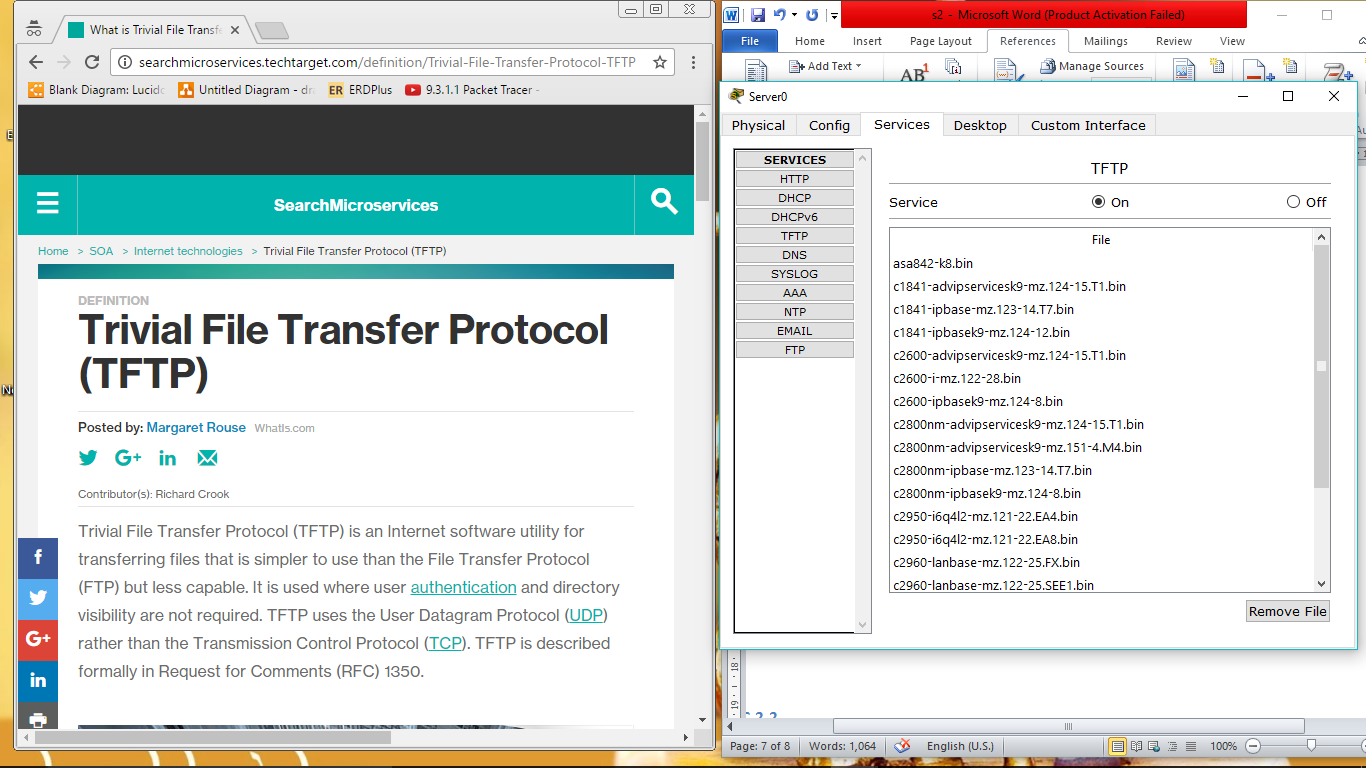 What is Trivial File Transfe
searchmicroservices.techtarget.com/definition/Trivial-File-Transfer-Protocol-TFTP
Blank Diagram: Lucid
Untitled Diagram - dr
ER ERDPlus
9.3.1.1 Packet Tracer -
SearchMicroservices
Home > SOA > Internet technologies > Trivial File Transfer Protocol (TFTP)
DEFINITION
Trivial File Transfer Protocol
(TFTP)
Posted by: Margaret Rouse WhatIs.com
G+ in
Contributor(s): Richard Crook
Trivial File Transfer Protocol (TFTP) is an Internet software utility for
transferring files that is simpler to use than the File Transfer Protocol
(FTP) but less capable. It is used where user authentication and directory
visibility are not required. TFTP uses the User Datagram Protocol (UDP)
rather than the Transmission Control Protocol (TCP). TFTP is described
formally in Request for Comments (RFC) 1350.
f
G+
in
s2 - Microsoft Word (Product Activation Failed)
File Home Insert Page Layout References Mailings Review View
Add Text
AB1
Manage Sources
Server0
Physical Config Services Desktop Custom Interface
SERVICES
HTTP
DHCP
DHCPv6
TFTP
DNS
SYSLOG
AAA
NTP
EMAIL
FTP
TFTP
Service On Off
File
asa842-k8.bin
c1841-advipservicesk9-mz.124-15.T1.bin
c1841-ipbase-mz.123-14.T7.bin
c1841-ipbasek9-mz.124-12.bin
c2600-advipservicesk9-mz.124-15.T1.bin
c2600-i-mz.122-28.bin
c2600-ipbasek9-mz.124-8.bin
c2800nm-advipservicesk9-mz.124-15.T1.bin
c2800nm-advipservicesk9-mz.151-4.M4.bin
c2800nm-ipbase-mz.123-14.T7.bin
c2800nm-ipbasek9-mz.124-8.bin
c2950-i6q4l2-mz.121-22.EA4.bin
c2950-i6q4l2-mz.121-22.EA8.bin
c2960-lanbase-mz.122-25.FX.bin
c2960-lanbase-mz.122-25.SEE1.bin
Remove File
Page: 7 of 8 Words: 1,064 English (U.S.) 100%